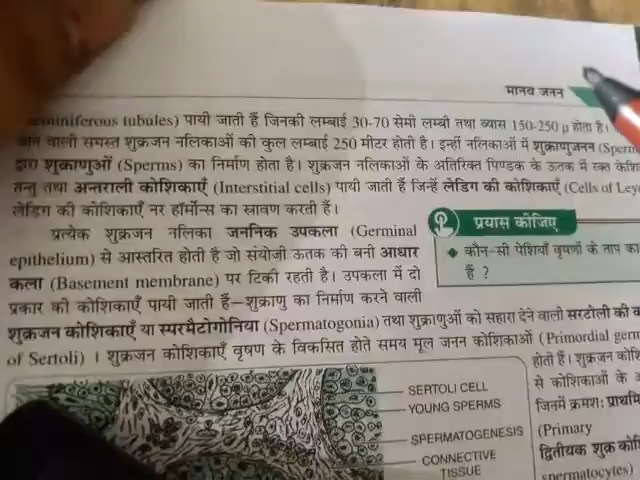 मानव जनन
seminiferous tubules) पायी जाती हैं जिनकी लम्बाई 30-70 सेमी लम्बी तथा व्यास 150-250 μ होता है।
वाली समस्त शुक्रजन नलिकाओं की कुल लम्बाई 250 मीटर होती है। इन्हीं नलिकाओं में शुक्राणुजनन (Sperm
द्वारा शुक्राणुओं (Sperms) का निर्माण होता है। शुक्रजन नलिकाओं के अतिरिक्त पिण्डक के ऊतक में रक्त केशि
तन्तु तथा अन्तराली कोशिकाएँ (Interstitial cells) पायी जाती हैं जिन्हें लेडिग की कोशिकाएँ (Cells of Ley
लेडिग की कोशिकाएँ नर हॉर्मोन्स का स्रावण करती हैं।
प्रत्येक शुक्रजन नलिका जननिक उपकला (Germinal
epithelium) से आस्तरित होती है जो संयोजी ऊतक की बनी आधार
कला (Basement membrane) पर टिकी रहती है। उपकला में दो
प्रकार की कोशिकाएँ पायी जाती हैं—शुक्राणु का निर्माण करने वाली
शुक्रजन कोशिकाएँ या स्परमैटोगोनिया (Spermatogonia) तथा शुक्राणुओं को सहारा देने वाली सरटोली की क
of Sertoli) । शुक्रजन कोशिकाएँ वृषण के विकसित होते समय मूल जनन कोशिकाओं (Primordial germ
प्रयास कीजिए
कौन-सी पेशियाँ वृषणों के ताप का
हैं ?
होती हैं। शुक्रजन कोशि
से कोशिकाओं के अ
जिनमें क्रमशः प्राथमि
(Primary
द्वितीयक शुक्र कोशि
spermatocytes)
SERTOLI CELL
YOUNG SPERMS
SPERMATOGENESIS
CONNECTIVE
TISSUE